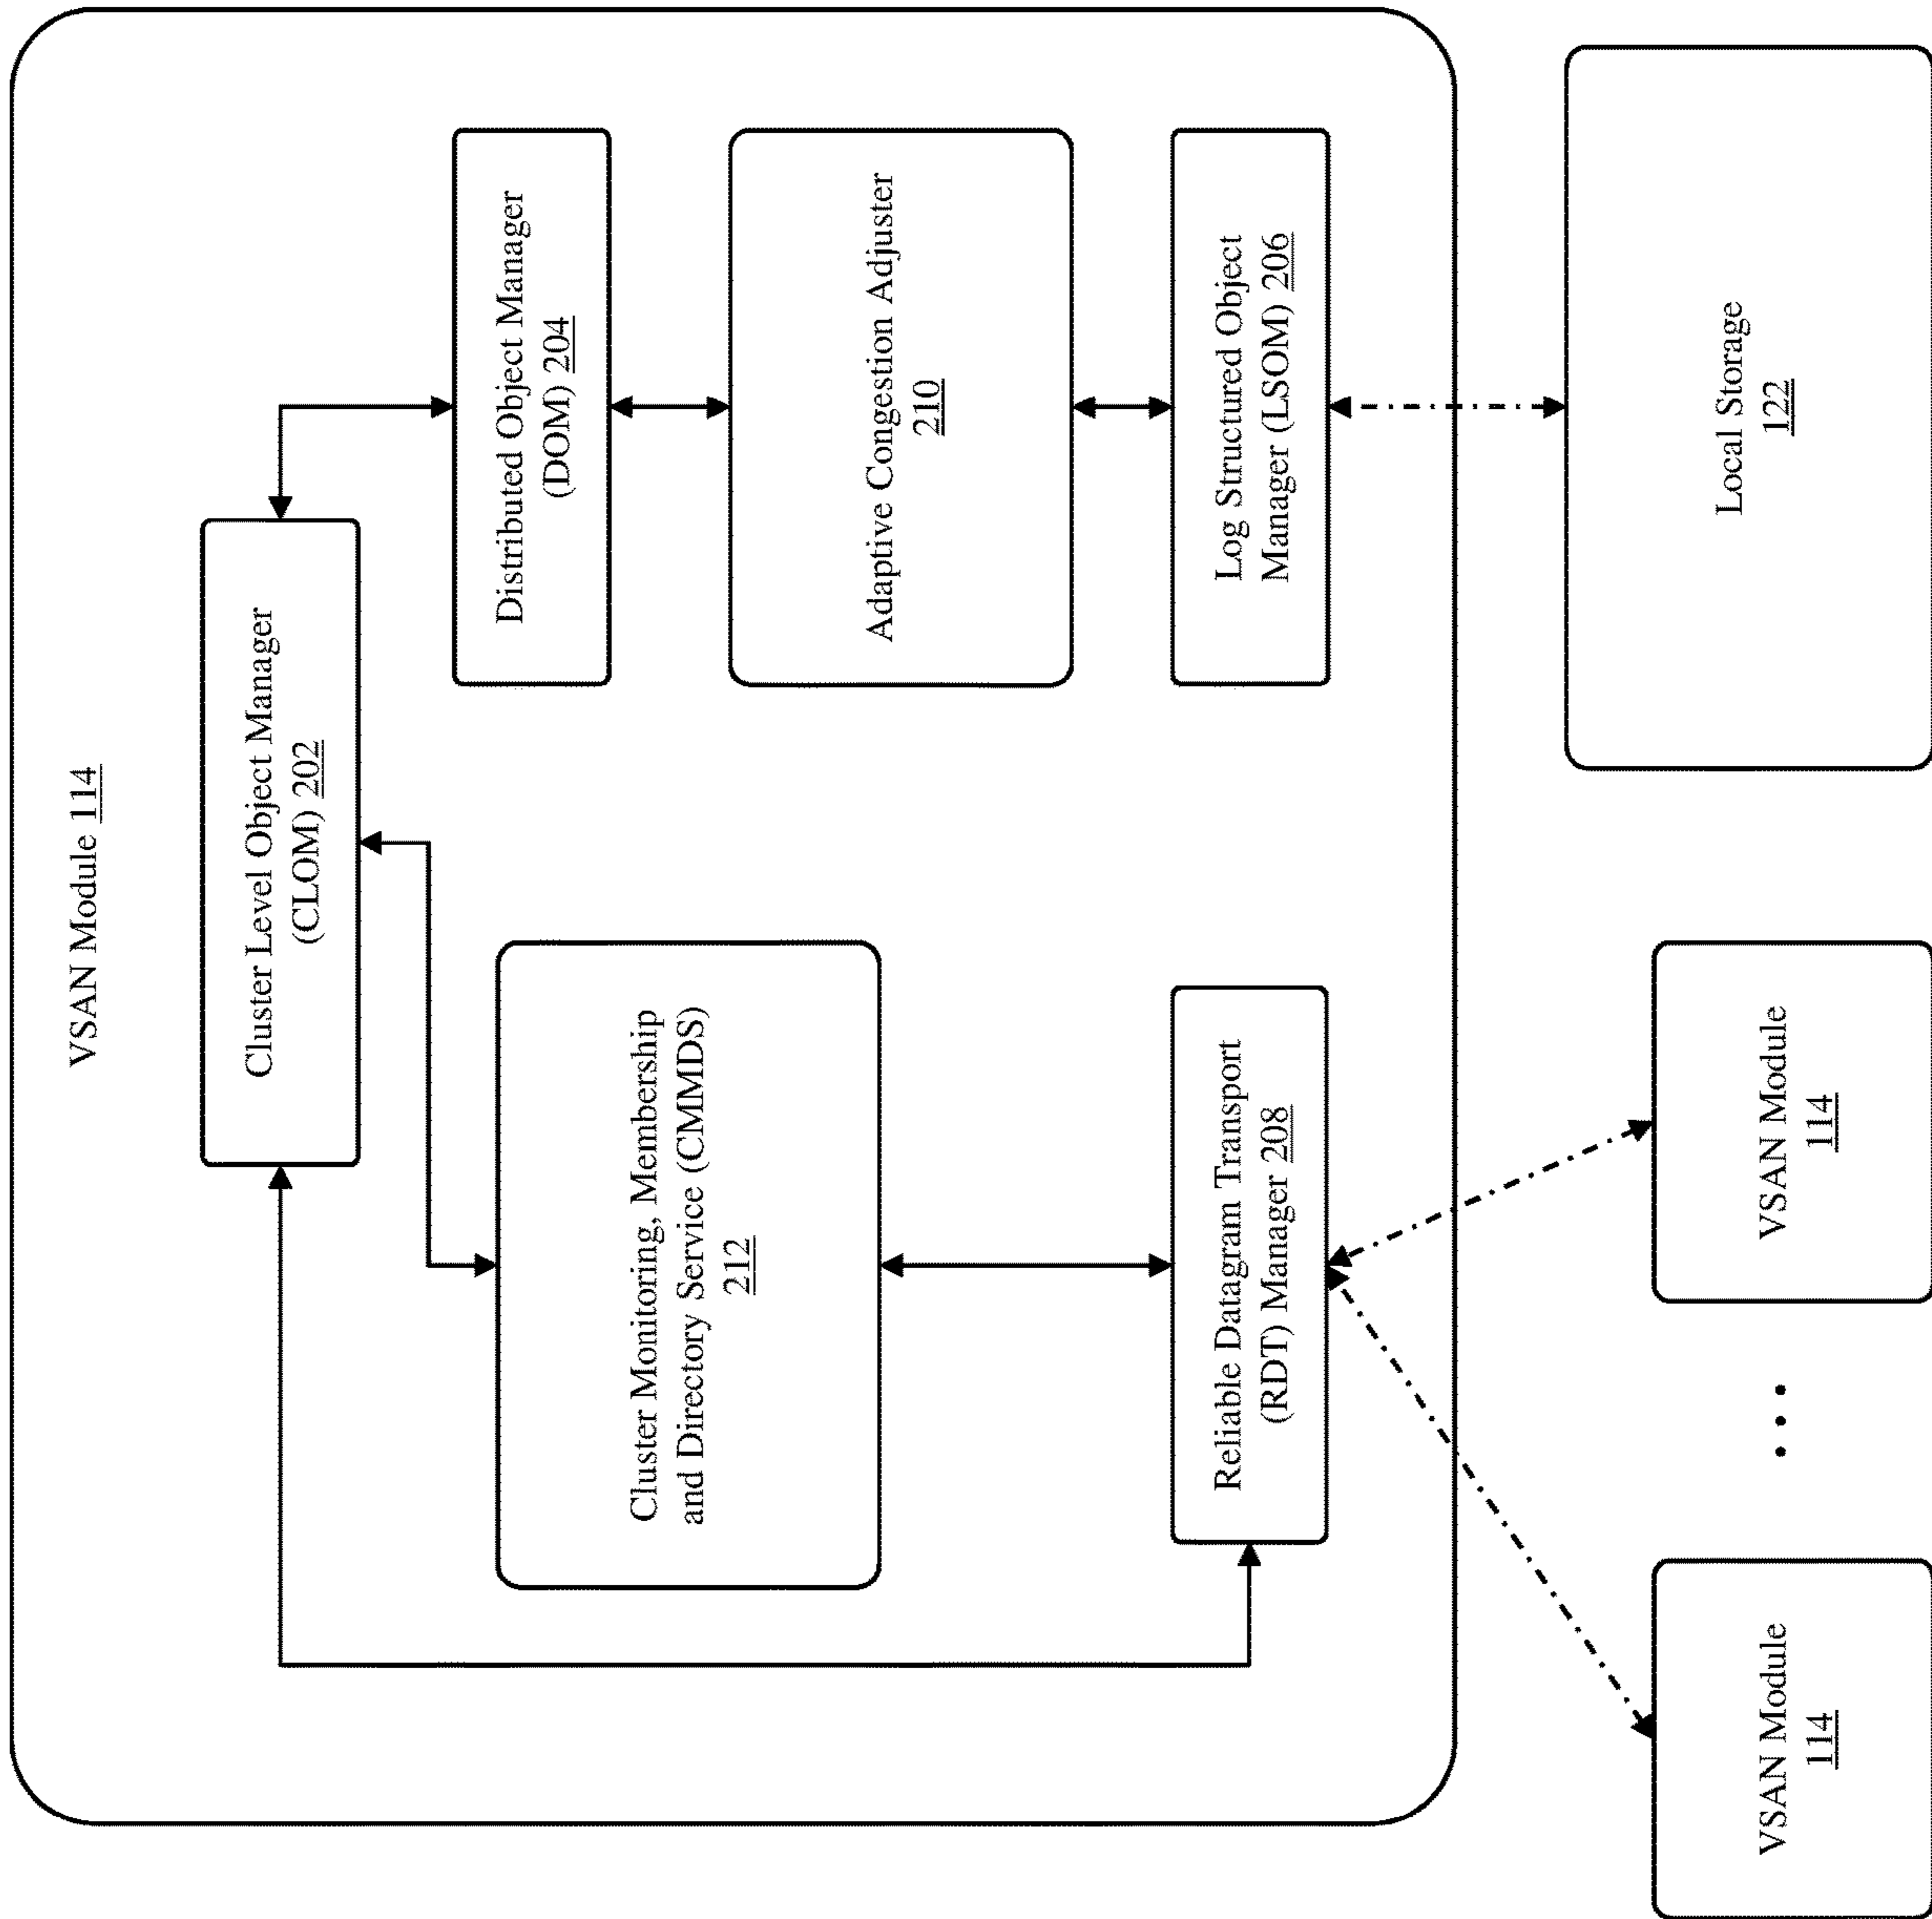 VSAN Module 114
Cluster Level Object Manager
(CLOM) 202
Cluster Monitoring, Membership
and Directory Service (CMMDS)
212
Distributed Object Manager
(DOM) 204
Adaptive Congestion Adjuster
210
Reliable Datagram Transport
(RDT) Manager 208
Log Structured Object
Manager (LSOM) 206
VSAN Module
114
• • •
VSAN Module
114
Local Storage
122